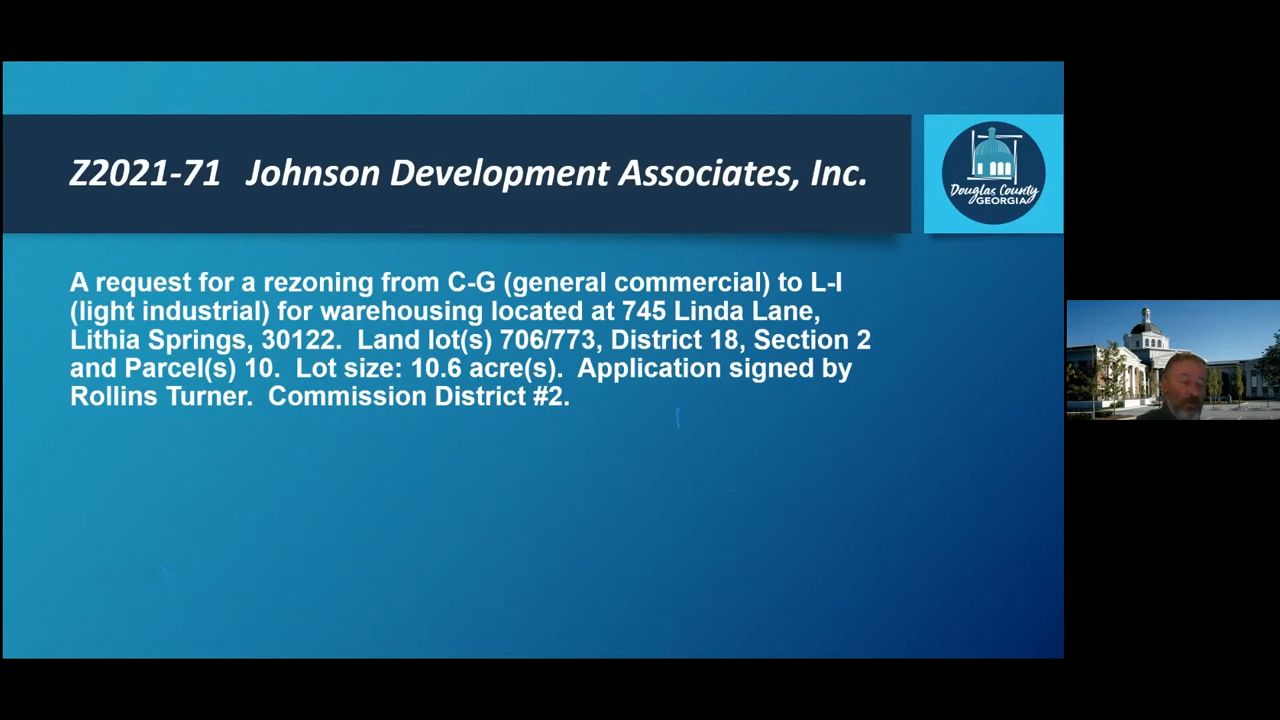 Z2021-71 Johnson Development Associates, Inc.
Douglas County
GEORGIA
A request for a rezoning from C-G (general commercial) to L-I
(light industrial) for warehousing located at 745 Linda Lane,
Lithia Springs, 30122. Land lot(s) 706/773, District 18, Section 2
and Parcel(s) 10. Lot size: 10.6 acre(s). Application signed by
Rollins Turner. Commission District #2.